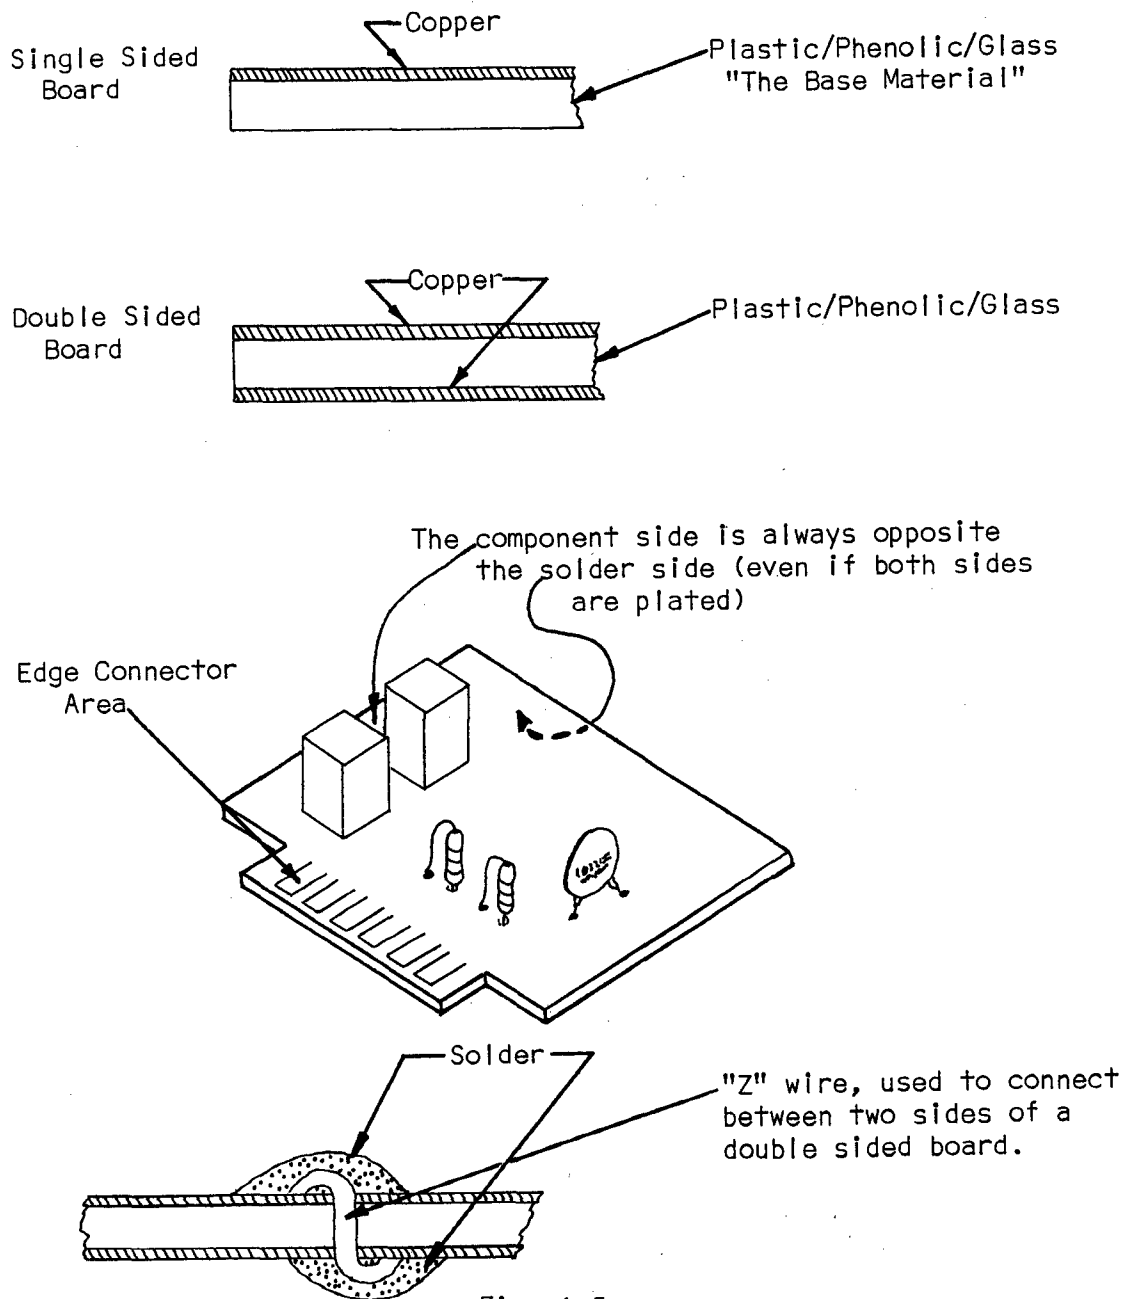 Copper
Single Sided
Board
Plastic/Phenolic/Glass
"The Base Material"
Copper
Double Sided
Board
Plastic/Phenolic/Glass
The component side is always opposite
the solder side (even if both sides
are plated)
Edge Connector
Area
Solder
"Z" wire, used to connect
between two sides of a
double sided board.